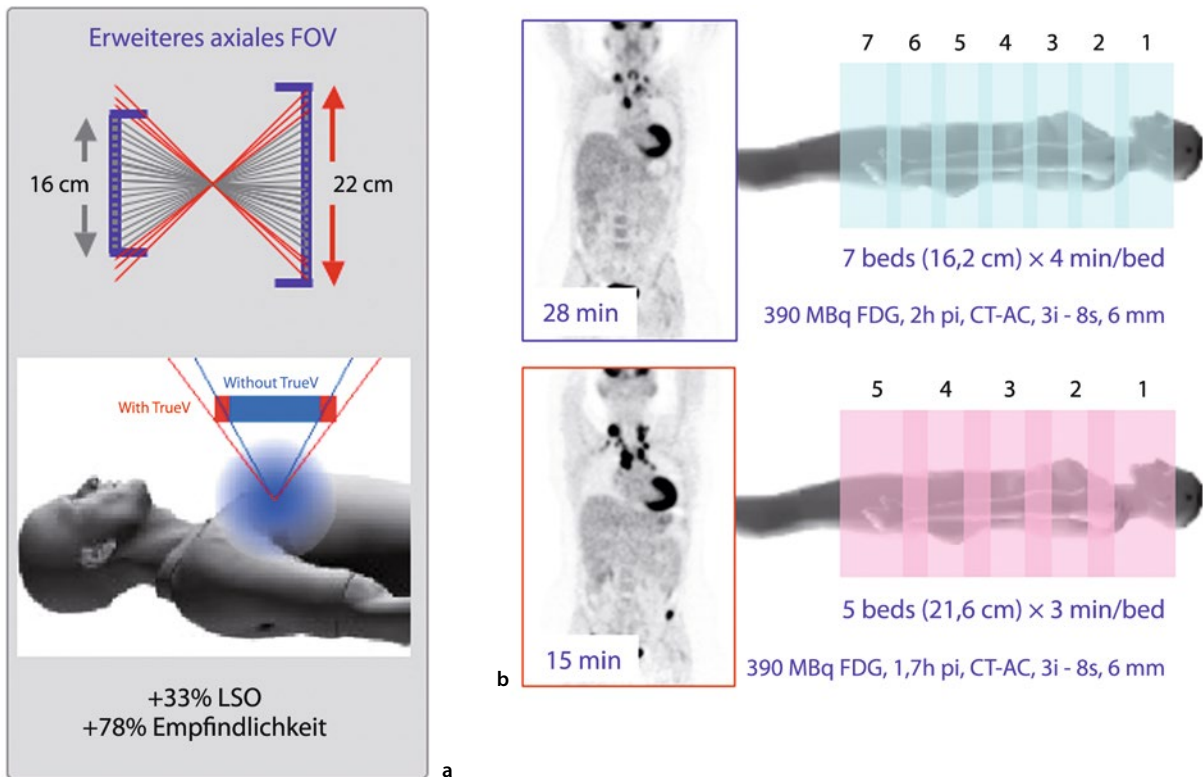 Erweiteres axiales FOV
16 cm
22 cm
Without TrueV
With TrueV
+33% LSO
+78% Empfindlichkeit
a
28 min
7 6 5 4 3 2 1
7 beds (16,2 cm) × 4 min/bed
390 MBq FDG, 2h pi, CT-AC, 3i - 8s, 6 mm
15 min
5 4 3 2 1
5 beds (21,6 cm) × 3 min/bed
390 MBq FDG, 1,7h pi, CT-AC, 3i - 8s, 6 mm
b